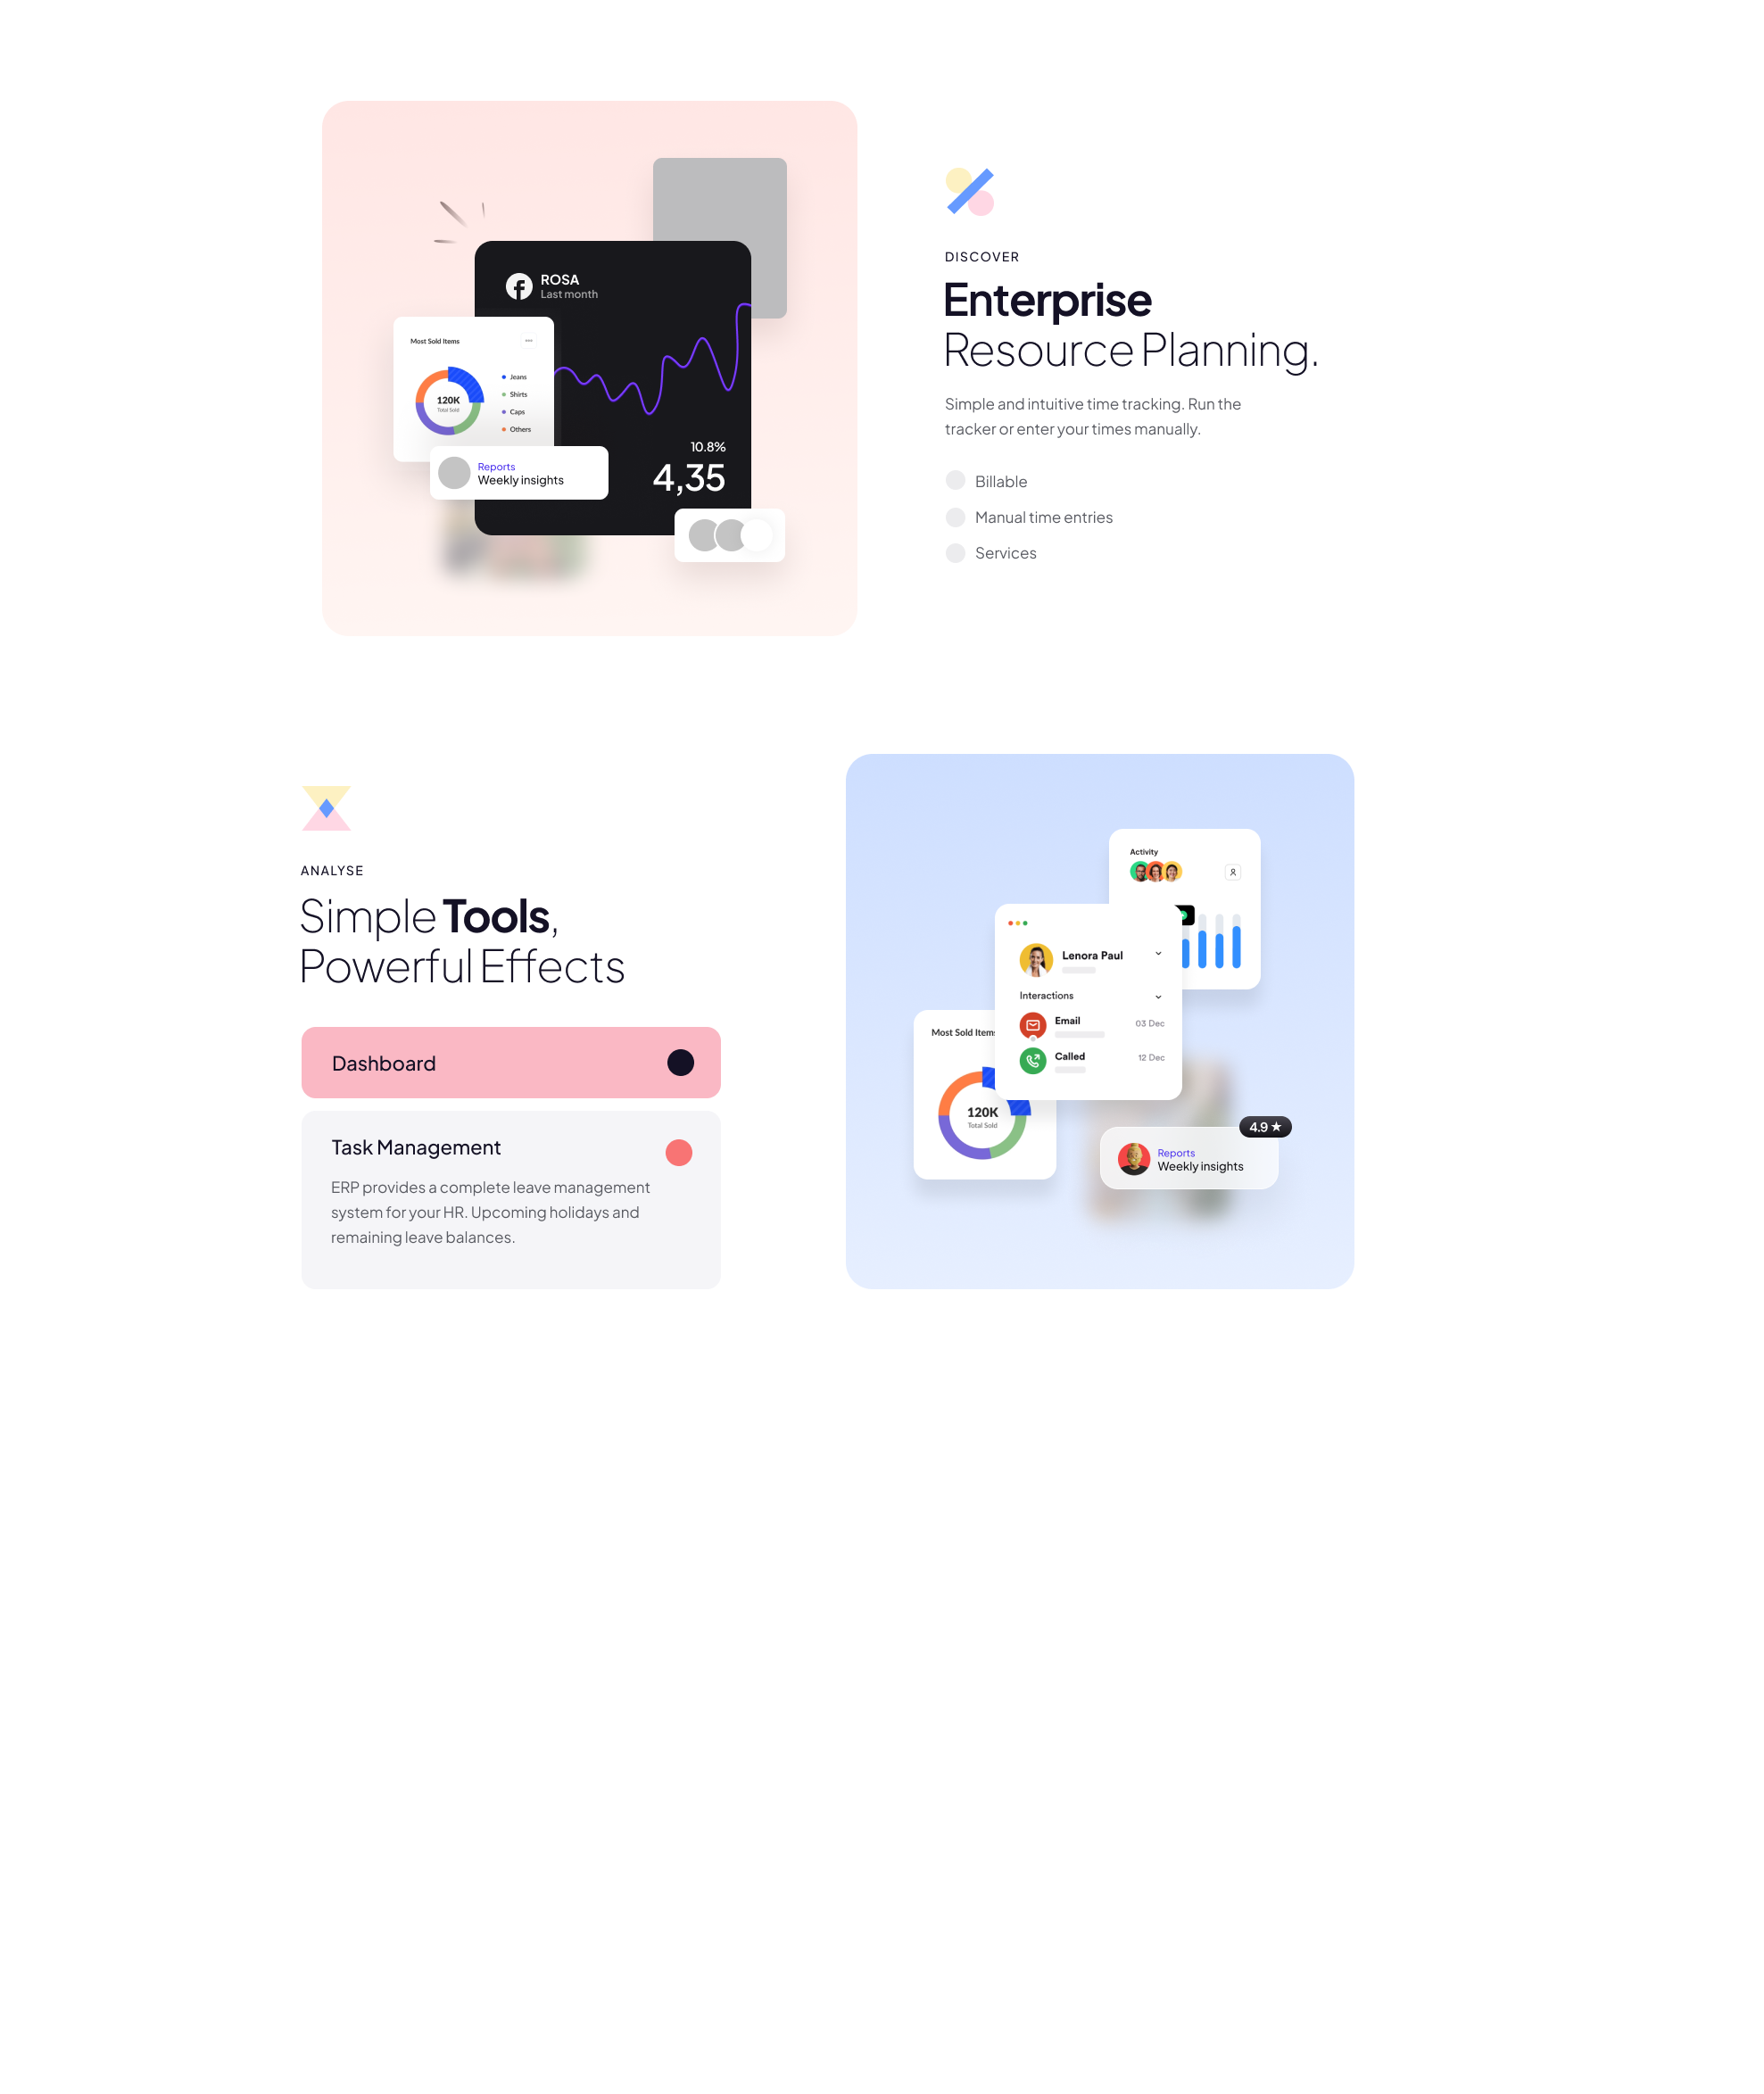 ROSA
Last month
Most Sold Items
120K
Total Sold
Jeans
Shirts
Caps
Others
10.8%
4,35
Reports
Weekly insights
DISCOVER
Enterprise
Resource Planning.
Simple and intuitive time tracking. Run the
tracker or enter your times manually.
Billable
Manual time entries
Services
ANALYSE
Simple Tools,
Powerful Effects
Dashboard
Task Management
ERP provides a complete leave management
system for your HR. Upcoming holidays and
remaining leave balances.
Activity
Lenora Paul
Interactions
Email
03 Dec
Called
12 Dec
Most Sold Items
120K
Total Sold
4.9 ★
Reports
Weekly insights